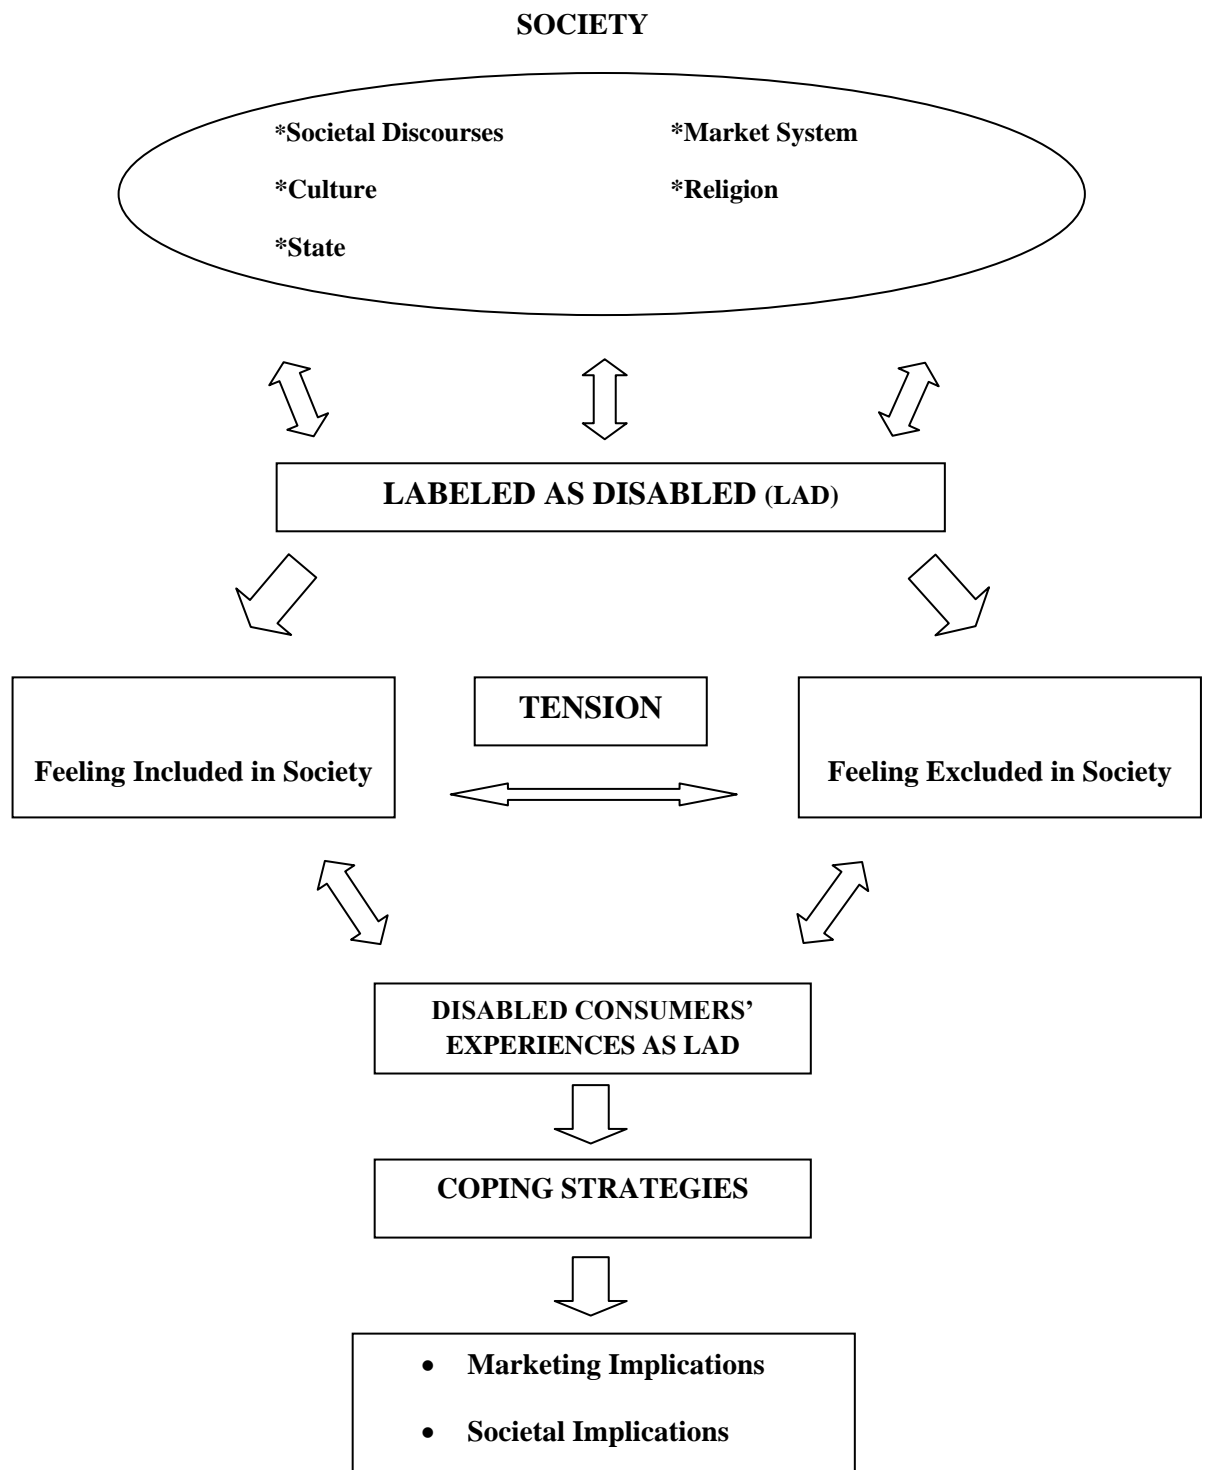 SOCIETY
*Societal Discourses *Market System
*Culture *Religion
*State
LABELED AS DISABLED (LAD)
TENSION
Feeling Included in Society
Feeling Excluded in Society
DISABLED CONSUMERS’
EXPERIENCES AS LAD
COPING STRATEGIES
• Marketing Implications
• Societal Implications